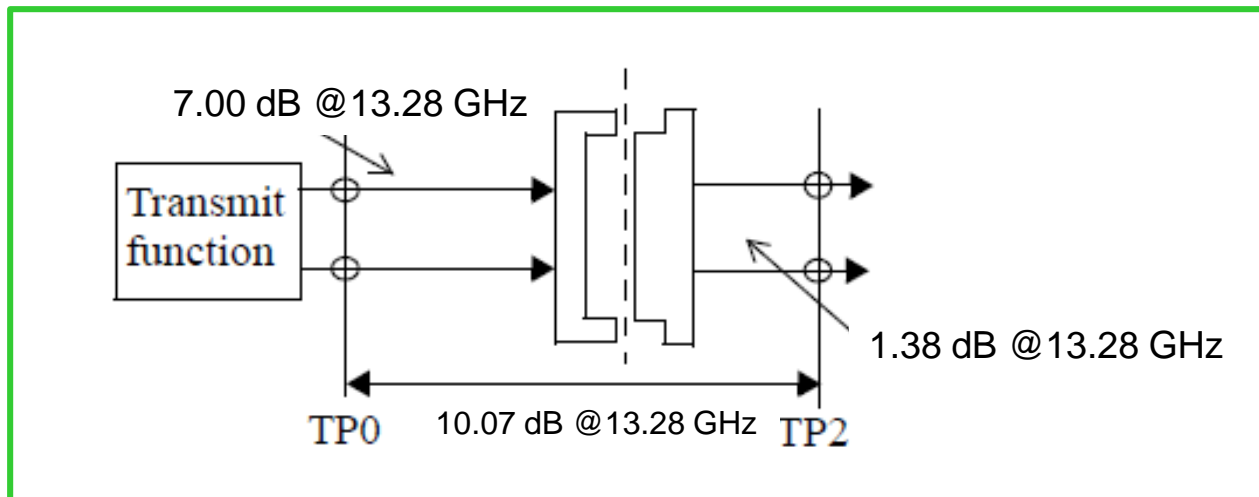 7.00 dB @13.28 GHz
Transmit
function
1.38 dB @13.28 GHz
10.07 dB @13.28 GHz
TP0
TP2